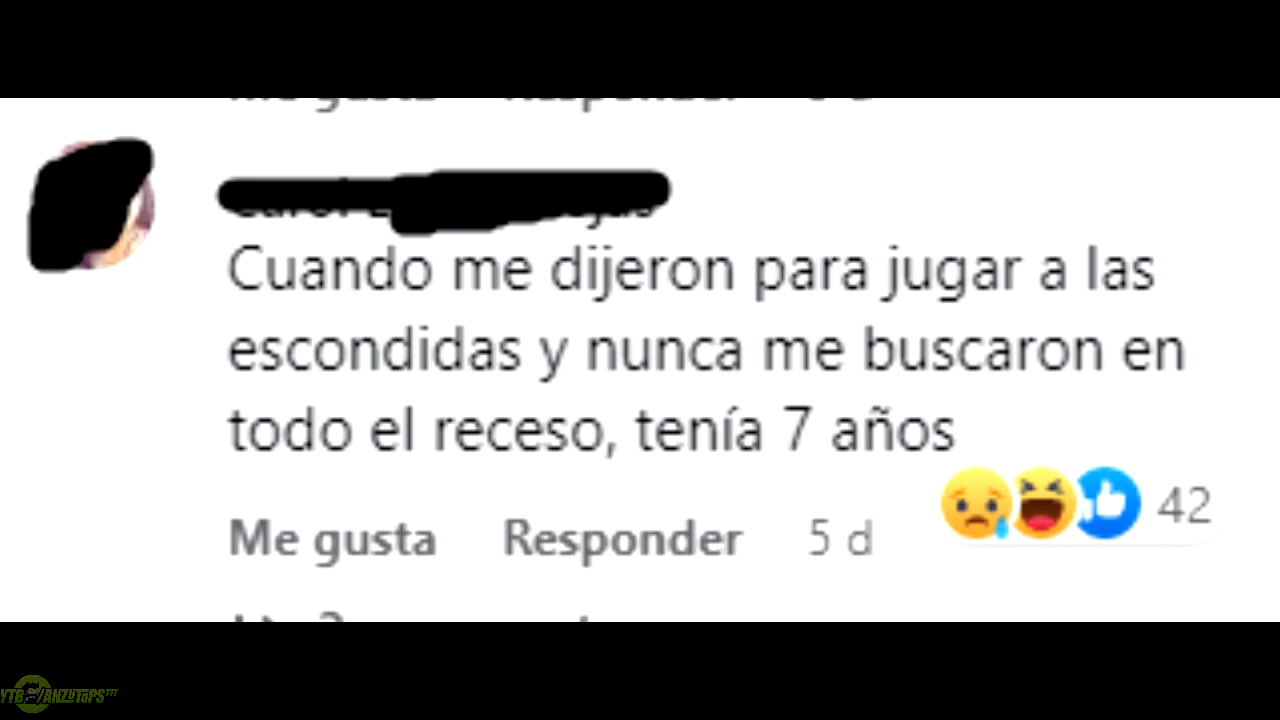 Cuando me dijeron para jugar a las
escondidas y nunca me buscaron en
todo el receso, tenía 7 años
42
Me gusta Responder 5 d